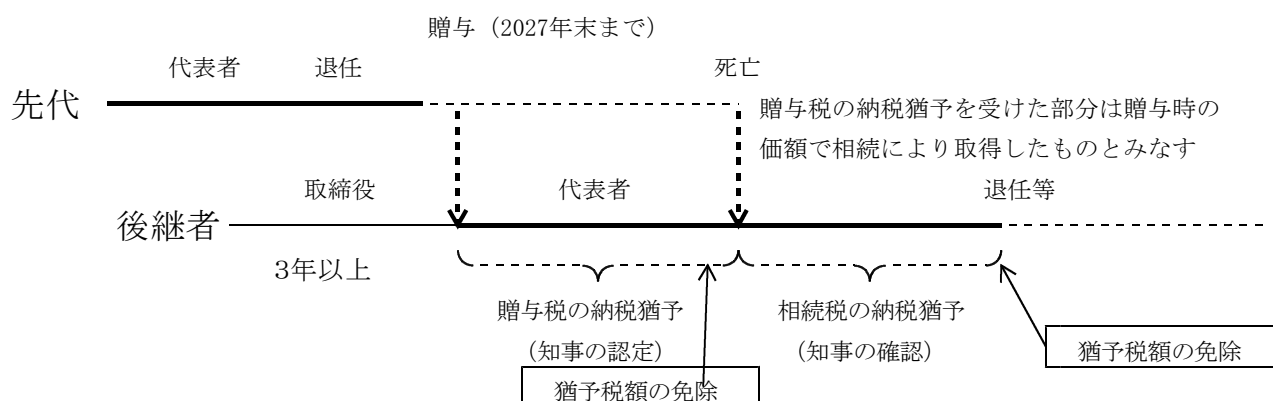 贈与（2027年末まで）
代表者
退任
死亡
先代
贈与税の納税猶予を受けた部分は贈与時の
価額で相続により取得したものとみなす
取締役
代表者
退任等
後継者
3年以上
贈与税の納税猶予
相続税の納税猶予
（知事の認定）
（知事の確認）
猶予税額の免除
猶予税額の免除